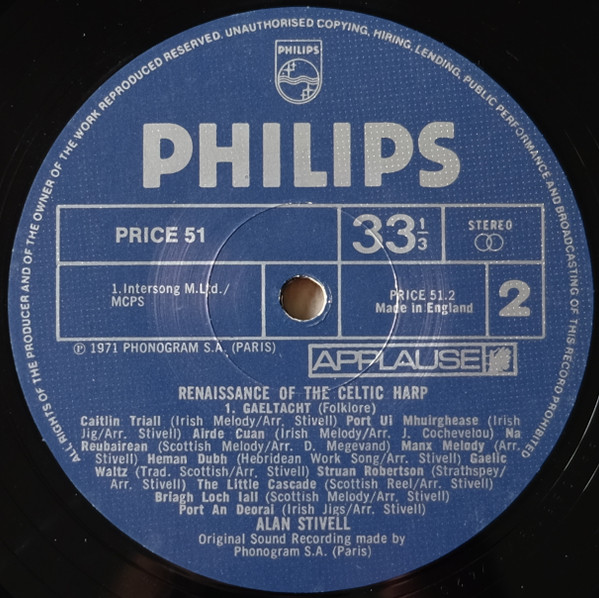 ALL RIGHTS OF THE PRODUCER AND OF THE OWNER OF THE WORK REPRODUCED RESERVED. UNAUTHORISED COPYING, HIRING, LENDING, PUBLIC PERFORMANCE AND BROADCASTING OF THIS RECORD PROHIBITED
PHILIPS
PHILIPS
PRICE 51
33 1/3
STEREO
1. Intersong M. Ltd./
MCPS
PRICE 51.2
Made in England
2
Ⓟ 1971 PHONOGRAM S.A. (PARIS)
APPLAUSE
RENAISSANCE OF THE CELTIC HARP
1. GAELTACHT (Folklore)
Caitlin Triall (Irish Melody/Arr. Stivell) Port Ui Mhuirghease (Irish
Jig/Arr. Stivell) Airde Cuan (Irish Melody/Arr. J. Cochevelou) Na
Reubairean (Scottish Melody/Arr. D. Megevand) Manx Melody (Arr.
Stivell) Heman Dubh (Hebridean Work Song/Arr. Stivell) Gaelic
Waltz (Trad. Scottish/Arr. Stivell) Struan Robertson (Strathspey/
Arr. Stivell) The Little Cascade (Scottish Reel/Arr. Stivell)
Briagh Loch Iall (Scottish Melody/Arr. Stivell)
Port An Deorai (Irish Jigs/Arr. Stivell)
ALAN STIVELL
Original Sound Recording made by
Phonogram S.A. (Paris)